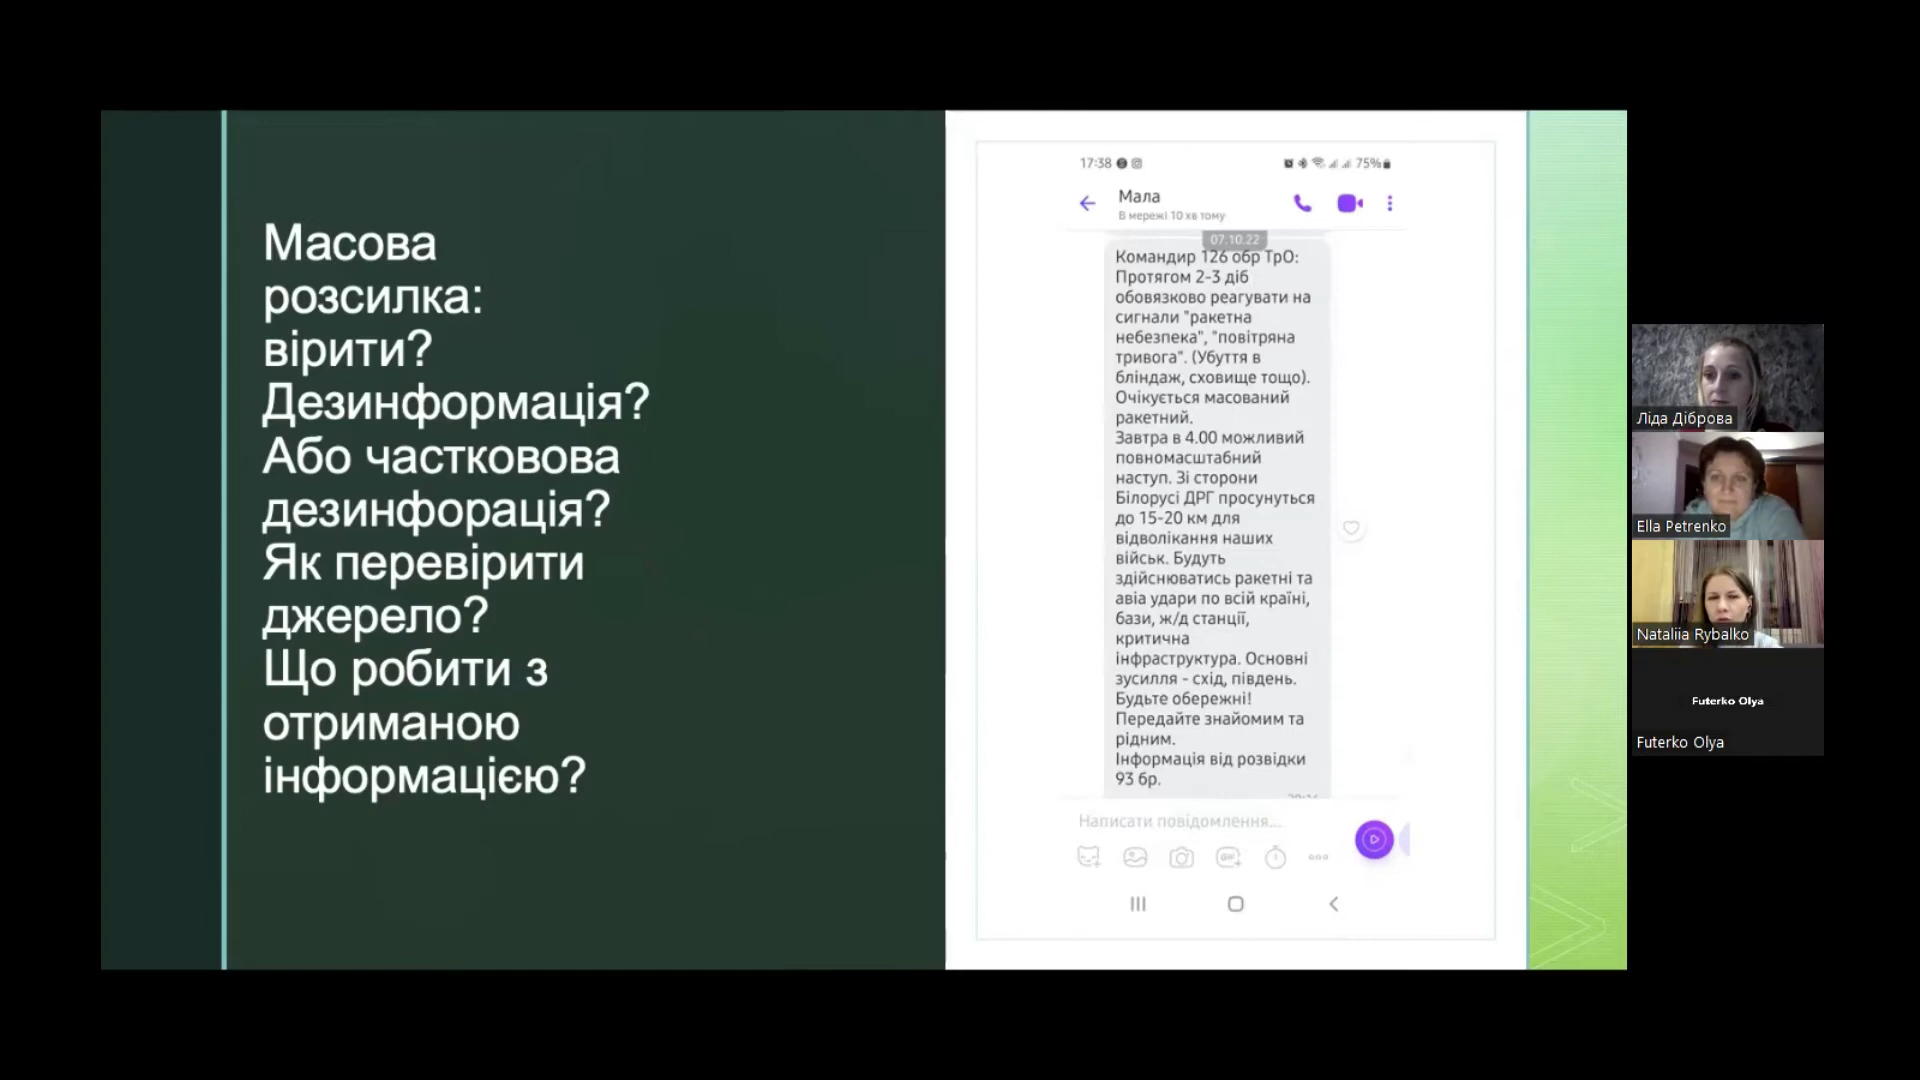 Масова
розсилка:
вірити?
Дезинформація?
Або частковова
дезинфорація?
Як перевірити
джерело?
Що робити з
отриманою
інформацією?
17:38
75%
Мала
В мережі 10 хв тому
07.10.22
Командир 126 обр ТрО:
Протягом 2-3 діб
обовязково реагувати на
сигнали "ракетна
небезпека", "повітряна
тривога". (Убуття в
бліндаж, сховище тощо).
Очікується масований
ракетний.
Завтра в 4.00 можливий
повномасштабний
наступ. Зі сторони
Білорусі ДРГ просунуться
до 15-20 км для
відволікання наших
військ. Будуть
здійснюватись ракетні та
авіа удари по всій країні,
бази, ж/д станції,
критична
інфраструктура. Основні
зусилля - схід, південь.
Будьте обережні!
Передайте знайомим та
рідним.
Інформація від розвідки
93 бр.
Написати повідомлення...
GIF
Ліда Діброва
Ella Petrenko
Nataliia Rybalko
Futerko Olya
Futerko Olya